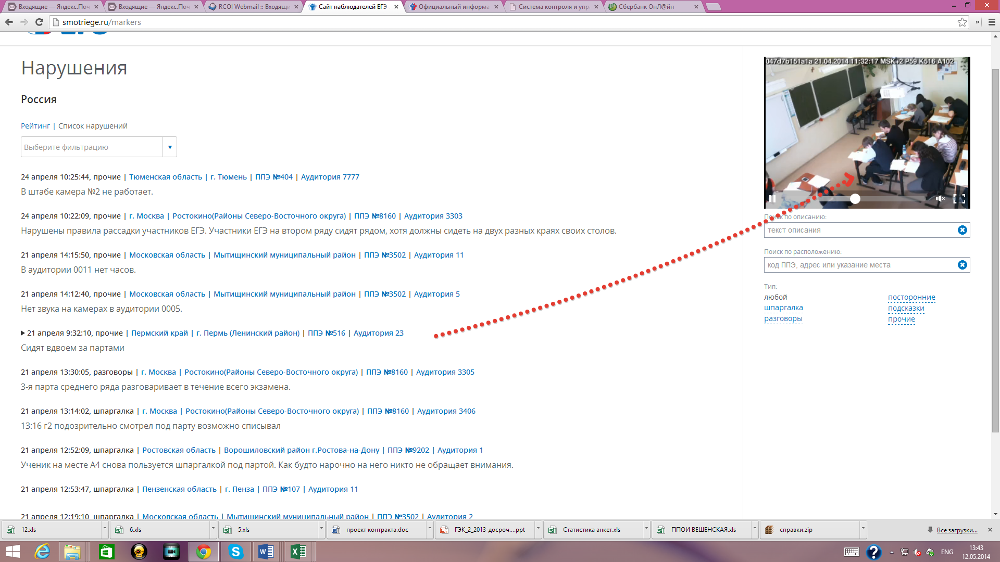 Входящие — Яндекс.Поч
Входящие — Яндекс.Поч
RCOI Webmail :: Входящи
Сайт наблюдателей ЕГЭ-
Официальный информа
Система контроля и упр
Сбербанк ОнЛ@йн
smotriege.ru/markers
Нарушения
Россия
Рейтинг | Список нарушений
Выберите фильтрацию
24 апреля 10:25:44, прочие | Тюменская область | г. Тюмень | ППЭ №404 | Аудитория 7777
В штабе камера №2 не работает.
24 апреля 10:22:09, прочие | г. Москва | Ростокино(Районы Северо-Восточного округа) | ППЭ №8160 | Аудитория 3303
Нарушены правила рассадки участников ЕГЭ. Участники ЕГЭ на втором ряду сидят рядом, хотя должны сидеть на двух разных краях своих столов.
21 апреля 14:15:50, прочие | Московская область | Мытищинский муниципальный район | ППЭ №3502 | Аудитория 11
В аудитории 0011 нет часов.
21 апреля 14:12:40, прочие | Московская область | Мытищинский муниципальный район | ППЭ №3502 | Аудитория 5
Нет звука на камерах в аудитории 0005.
21 апреля 9:32:10, прочие | Пермский край | г. Пермь (Ленинский район) | ППЭ №516 | Аудитория 23
Сидят вдвоем за партами
21 апреля 13:30:05, разговоры | г. Москва | Ростокино(Районы Северо-Восточного округа) | ППЭ №8160 | Аудитория 3305
3-я парта среднего ряда разговаривает в течение всего экзамена.
21 апреля 13:14:02, шпаргалка | г. Москва | Ростокино(Районы Северо-Восточного округа) | ППЭ №8160 | Аудитория 3406
13:16 г2 подозрительно смотрел под парту возможно списывал
21 апреля 12:52:09, шпаргалка | Ростовская область | Ворошиловский район г.Ростова-на-Дону | ППЭ №9202 | Аудитория 1
Ученик на месте А4 снова пользуется шпаргалкой под партой. Как будто нарочно на него никто не обращает внимания.
21 апреля 12:53:47, шпаргалка | Пензенская область | г. Пенза | ППЭ №107 | Аудитория 11
21 апреля 12:19:10, шпаргалка | Московская область | Мытищинский муниципальный район | ППЭ №3502 | Аудитория 2
047d7b151a1a 21.04.2014 11:32:17 MSK+2 P59 K516 A102
Поиск по описанию:
текст описания
Поиск по расположению:
код ППЭ, адрес или указание места
Тип:
любой
шпаргалка
разговоры
посторонние
подсказки
прочие
12.xls
6.xls
5.xls
проект контракта.doc
ГЭК_2_2013-досроч....ppt
Статистика анкет.xls
ППОИ ВЕШЕНСКАЯ.xls
справки.zip
Все загрузки...
ENG
13:43
12.05.2014